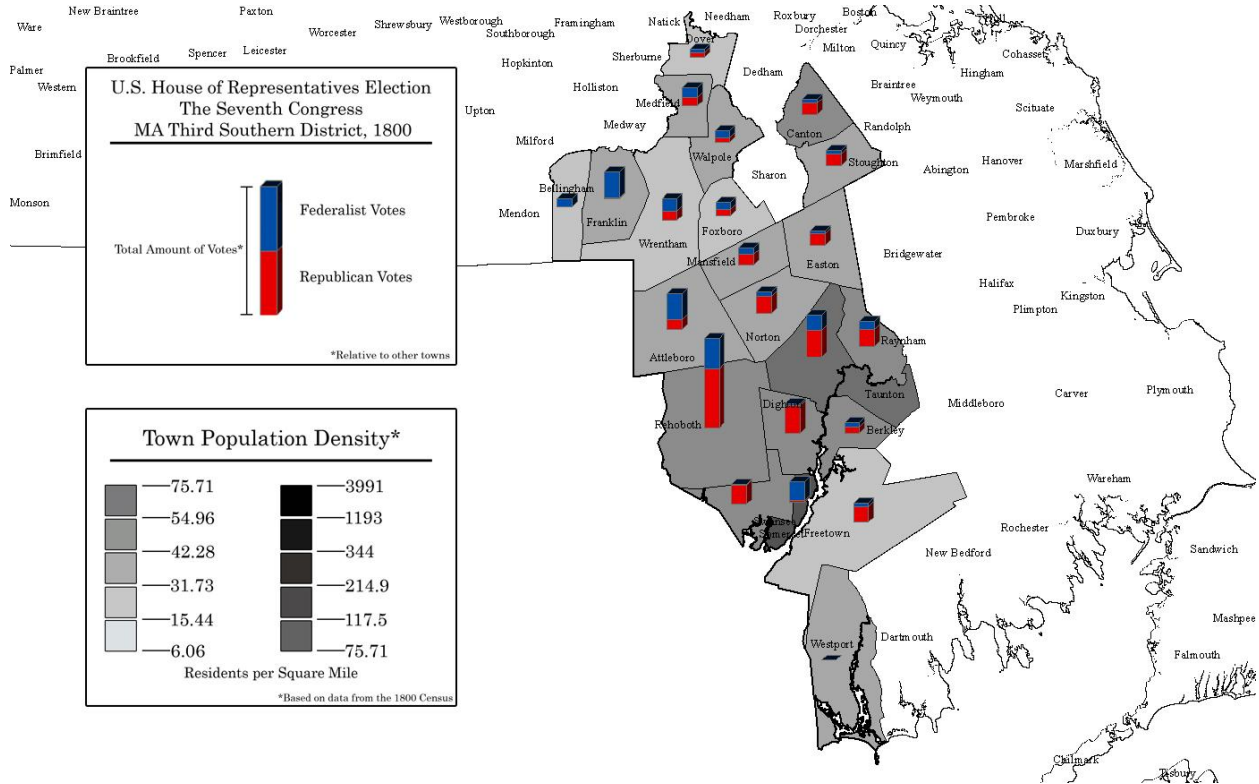 New Braintree
Paxton
Ware
Worcester
Shrewsbury
Westborough
Framingham
Natick
Needham
Roxbury
Boston
Hull
Dorchester
Southborough
Brookfield
Spencer
Leicester
Sherburne
Dover
Milton
Quincy
Cohasset
Palmer
Western
Hopkinton
Holliston
Dedham
Braintree
Hingham
Weymouth
Scituate
Upton
Medway
Medfield
Milford
Canton
Randolph
Brimfield
Walpole
Stoughton
Abington
Hanover
Marshfield
Sharon
Monson
Mendon
Bellingham
Franklin
Wrentham
Foxboro
Pembroke
Duxbury
Mansfield
Easton
Bridgewater
Halifax
Kingston
Plimpton
Attleboro
Norton
Raynham
Taunton
Middleboro
Carver
Plymouth
Rehoboth
Dighton
Berkley
Wareham
Swansea
Somerset
Freetown
Rochester
New Bedford
Sandwich
Mashpee
Westport
Dartmouth
Falmouth
Chilmark
Tisbury
U.S. House of Representatives Election
The Seventh Congress
MA Third Southern District, 1800
Federalist Votes
Total Amount of Votes*
Republican Votes
*Relative to other towns
Town Population Density*
75.71
54.96
42.28
31.73
15.44
6.06
3991
1193
344
214.9
117.5
75.71
Residents per Square Mile
*Based on data from the 1800 Census